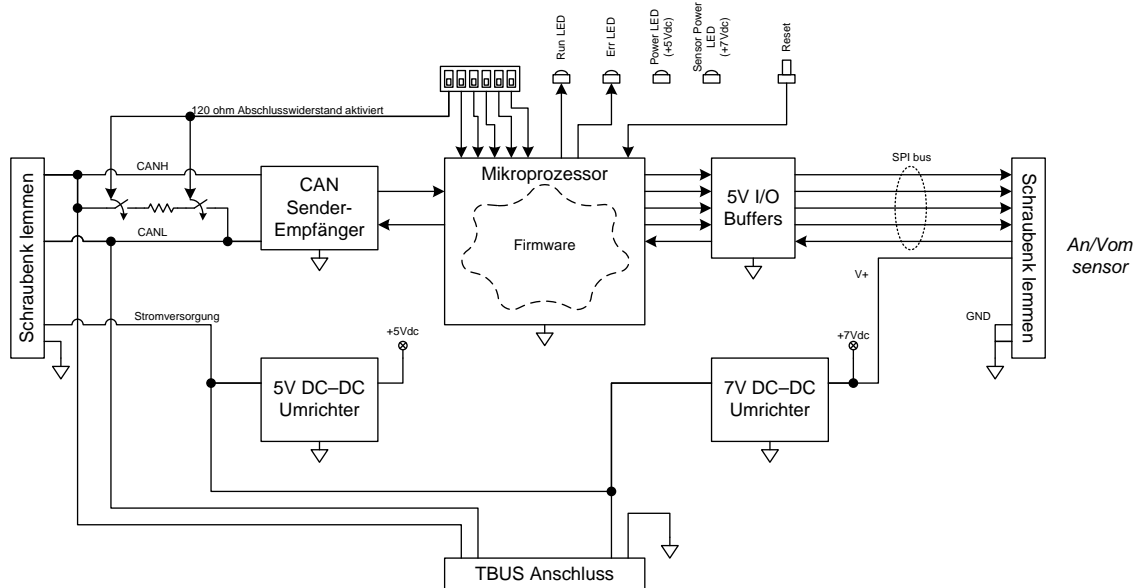 Run LED
Err LED
Power LED
(+5Vdc)
Sensor Power
LED
(+7Vdc)
Reset
120 ohm Abschlusswiderstand aktiviert
Schraubenk lemmen
CANH
CANL
CAN
Sender-
Empfänger
Mikroprozessor
Firmware
5V I/O
Buffers
SPI bus
Schraubenk lemmen
An/Vom
sensor
V+
GND
Stromversorgung
+5Vdc
+7Vdc
5V DC–DC
Umrichter
7V DC–DC
Umrichter
TBUS Anschluss